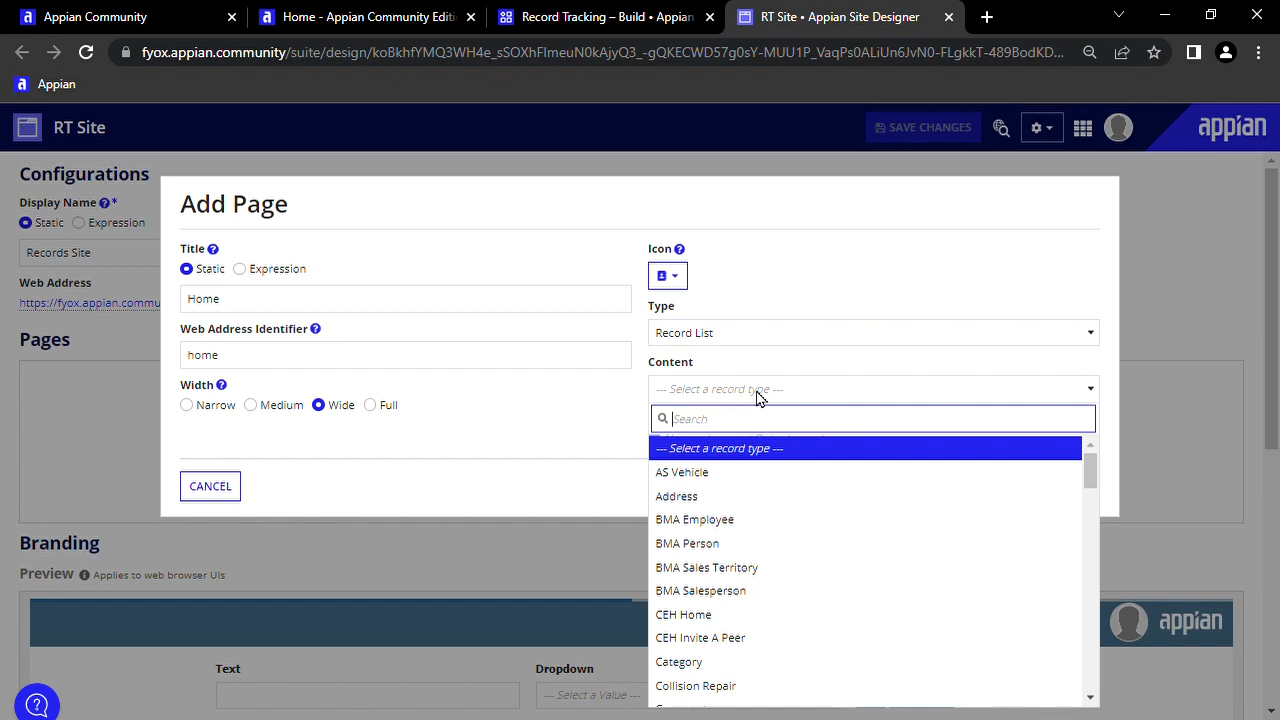 Appian Community
Home - Appian Community Editi
Record Tracking – Build • Appian
RT Site • Appian Site Designer
fyox.appian.community/suite/design/koBkhfYMQ3WH4e_sSOXhFImeuN0kAjyQ3_-gQKECWD57g0sY-MUU1P_VaqPs0ALiUn6JvN0-FLgkkT-489BodKD...
Appian
RT Site
SAVE CHANGES
appian
Configurations
Display Name ? *
Static Expression
Records Site
Web Address
https://fyox.appian.commu
Pages
Add Page
Title ?
Static Expression
Home
Web Address Identifier ?
home
Width ?
Narrow Medium Wide Full
CANCEL
Icon ?
Type
Record List
Content
--- Select a record type ---
Search
--- Select a record type ---
AS Vehicle
Address
BMA Employee
BMA Person
BMA Sales Territory
BMA Salesperson
CEH Home
CEH Invite A Peer
Category
Collision Repair
Branding
Preview Applies to web browser UIs
appian
Text
Dropdown
--- Select a Value ---